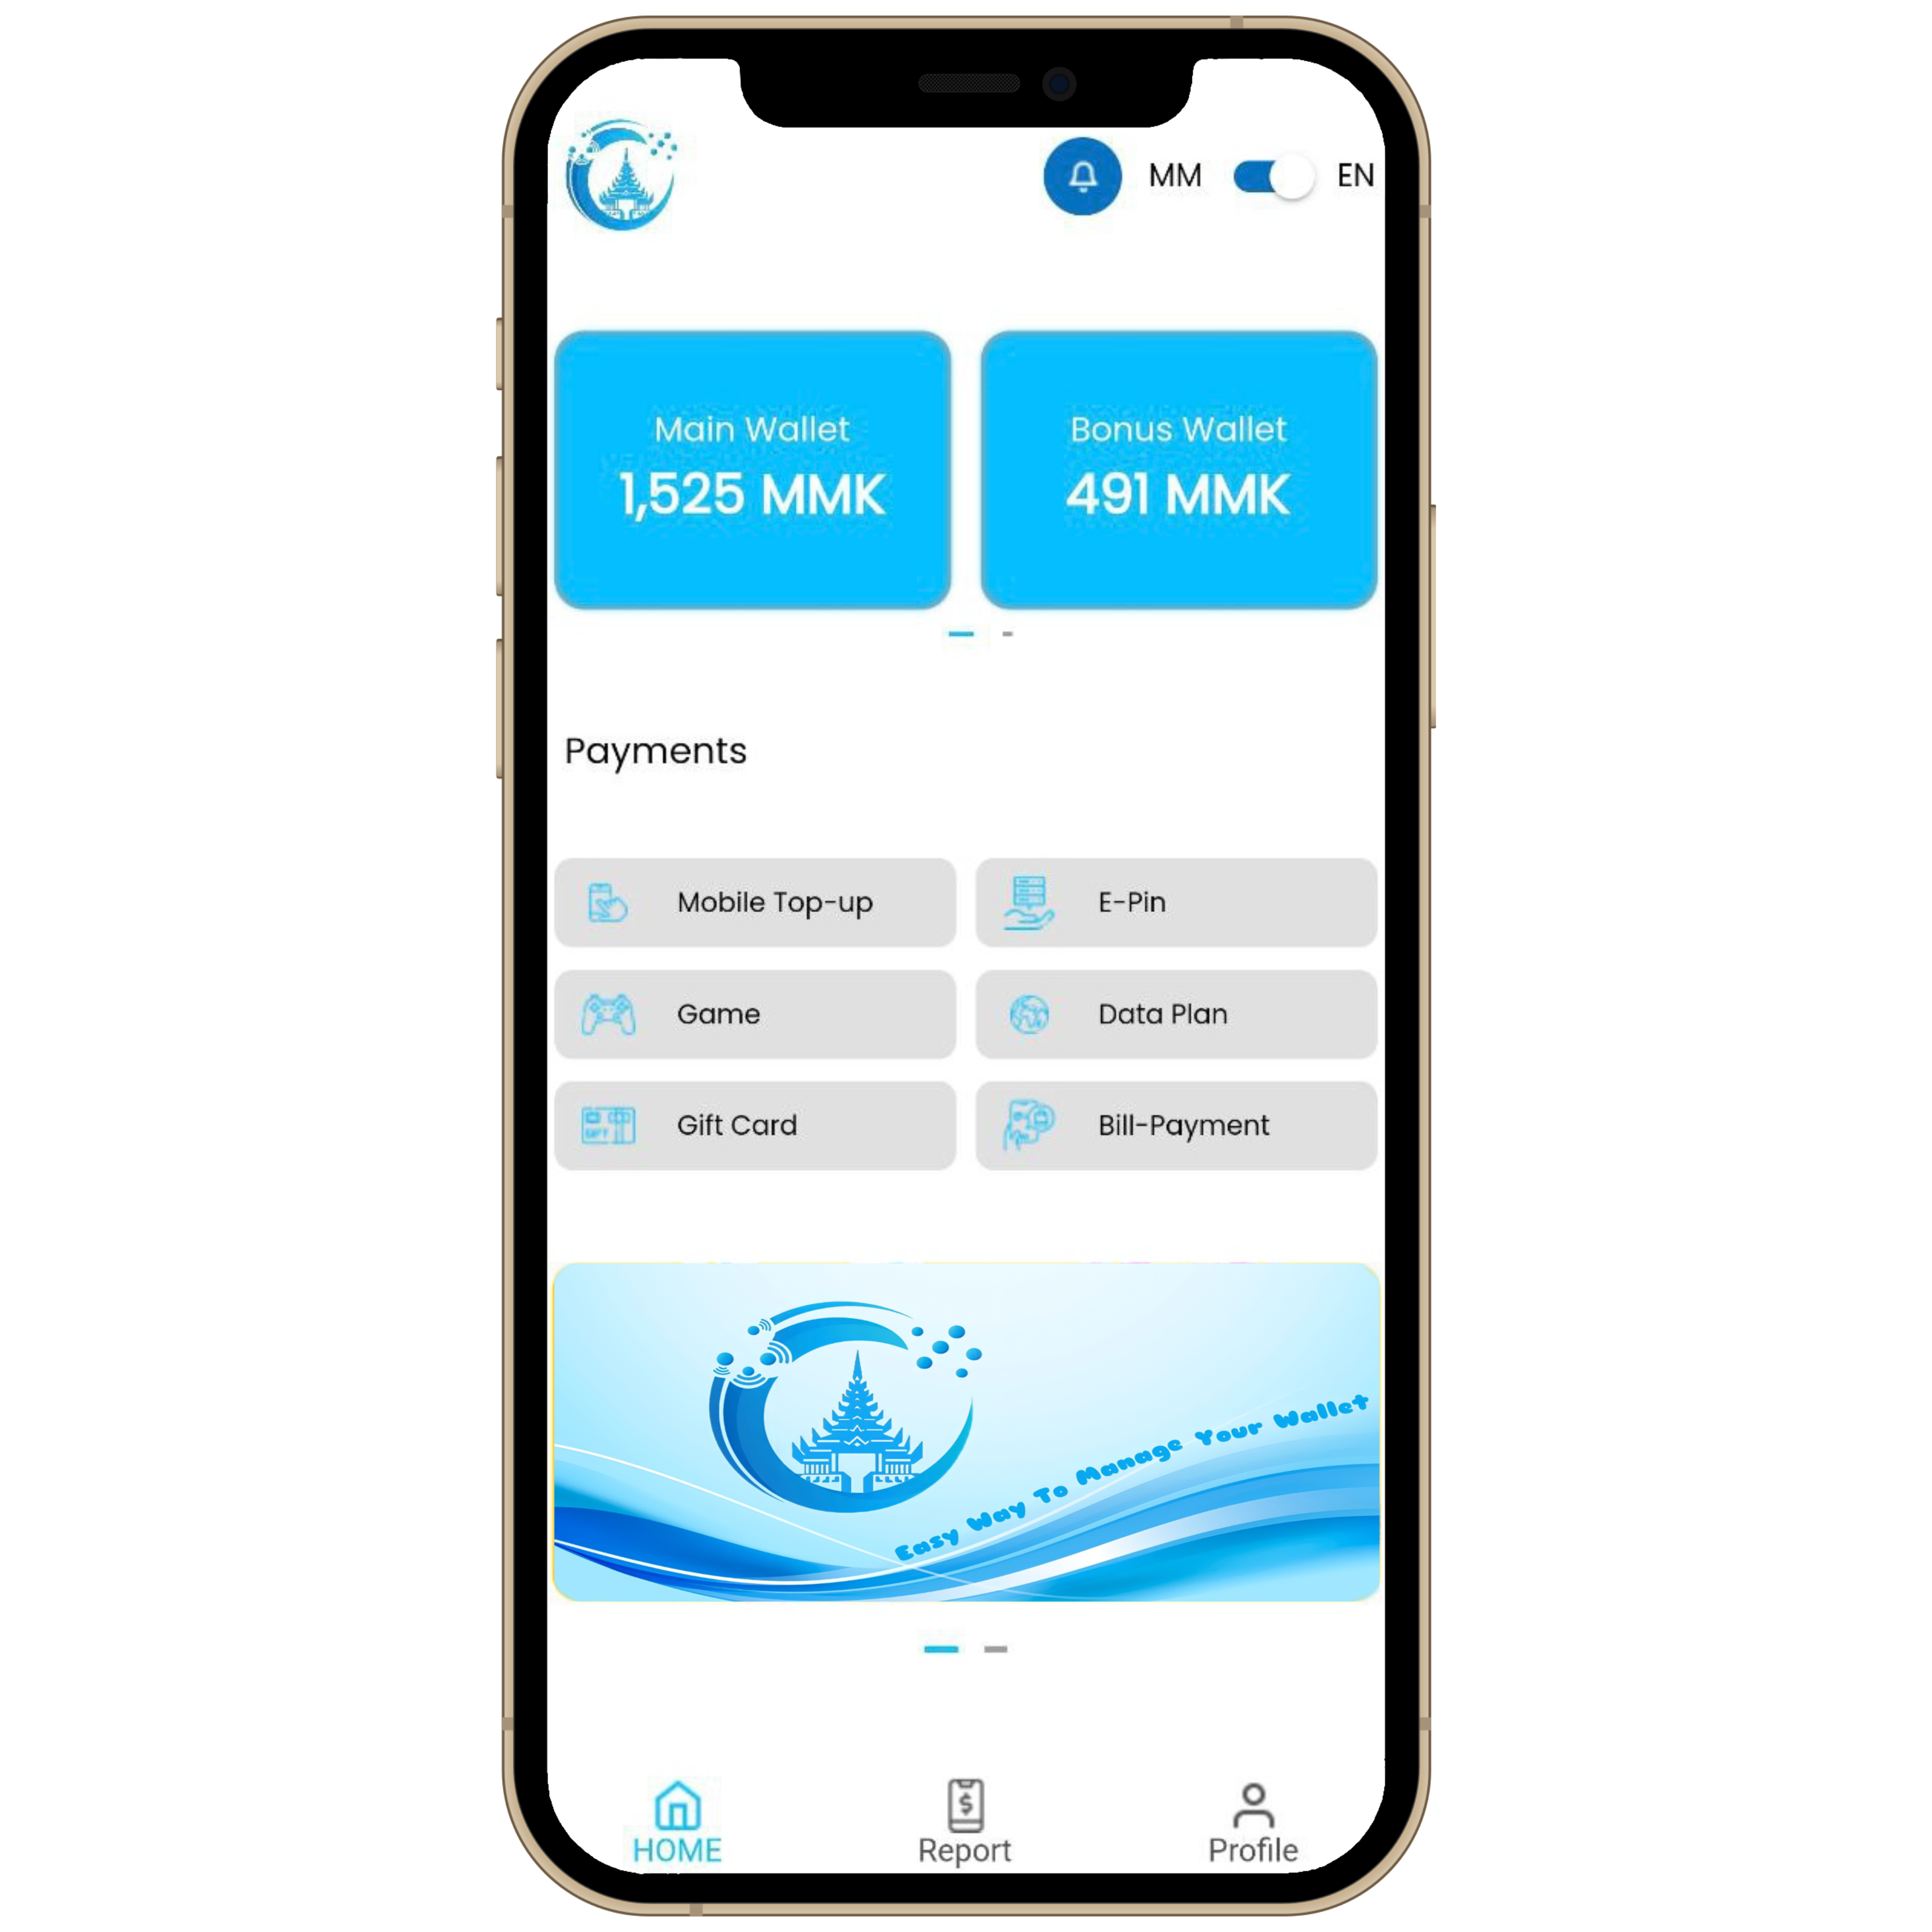 MM EN
Main Wallet
1,525 MMK
Bonus Wallet
491 MMK
Payments
Mobile Top-up
E-Pin
Game
Data Plan
Gift Card
Bill-Payment
Easy Way To Manage Your Wallet
HOME
Report
Profile